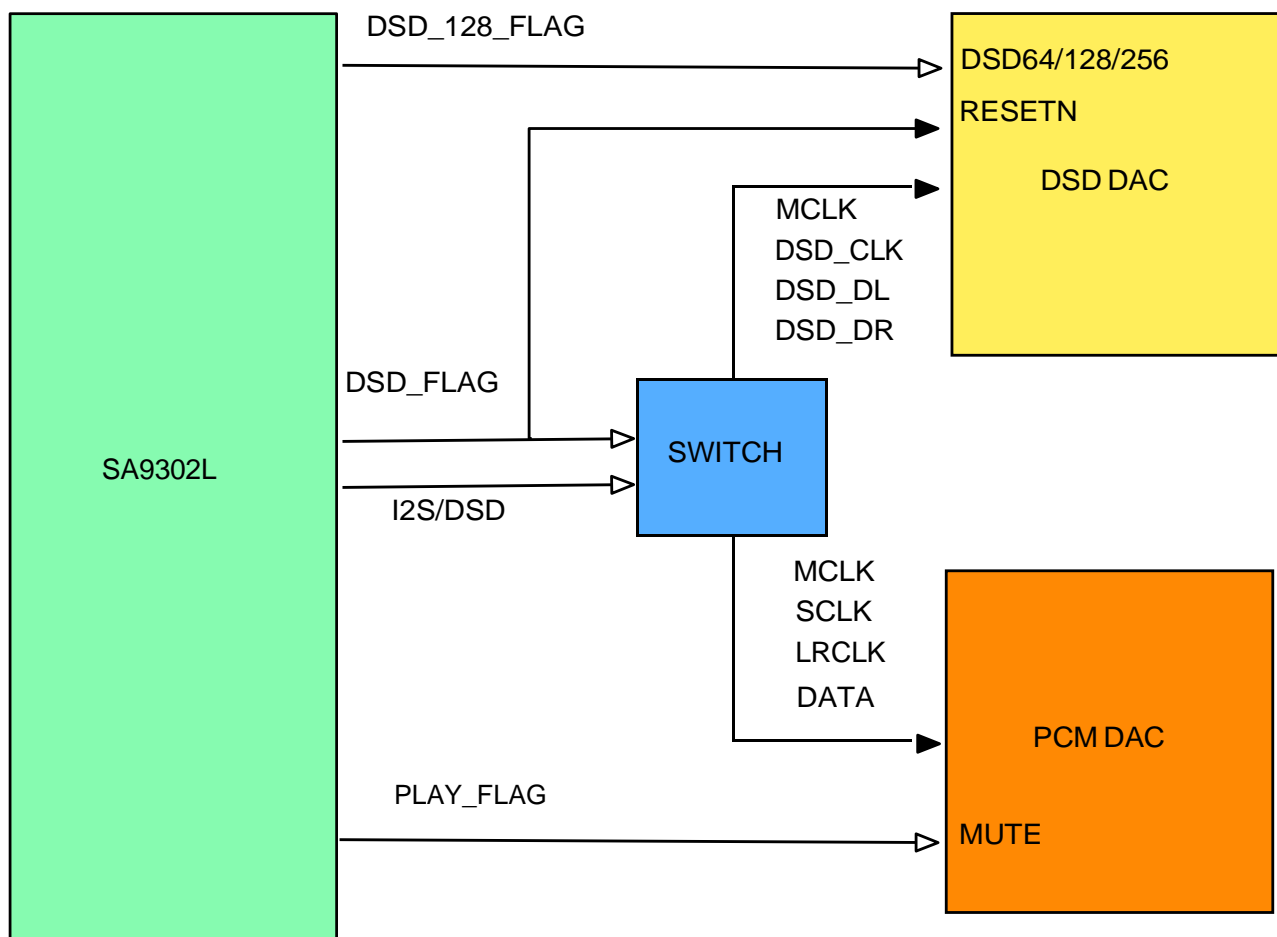 DSD_128_FLAG
DSD64/128/256
RESETN
DSD DAC
MCLK
DSD_CLK
DSD_DL
DSD_DR
DSD_FLAG
SWITCH
SA9302L
I2S/DSD
MCLK
SCLK
LRCLK
DATA
PCM DAC
PLAY_FLAG
MUTE